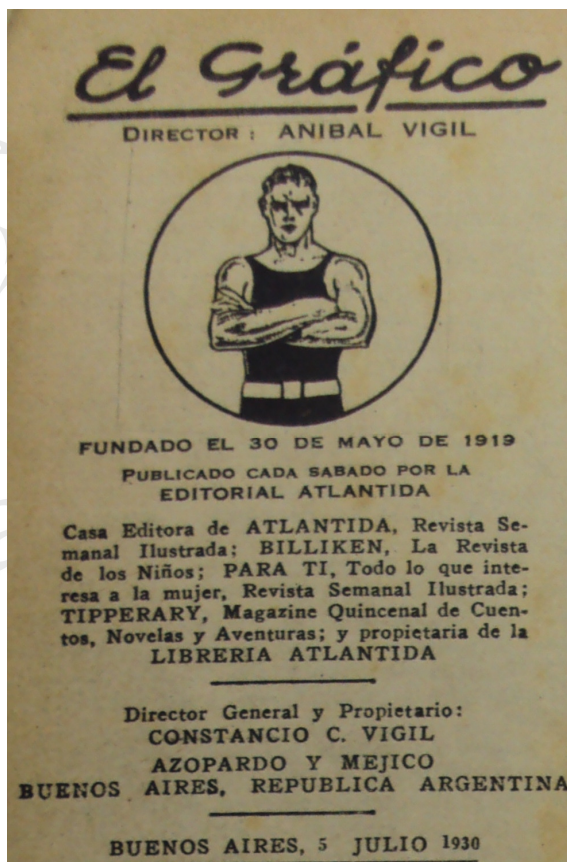 El Gráfico
DIRECTOR: ANIBAL VIGIL
FUNDADO EL 30 DE MAYO DE 1919
PUBLICADO CADA SABADO POR LA
EDITORIAL ATLANTIDA
Casa Editora de ATLANTIDA, Revista Se-
manal Ilustrada; BILLIKEN, La Revista
de los Niños; PARA TI, Todo lo que inte-
resa a la mujer, Revista Semanal Ilustrada;
TIPPERARY, Magazine Quincenal de Cuen-
tos, Novelas y Aventuras; y propietaria de la
LIBRERIA ATLANTIDA
Director General y Propietario:
CONSTANCIO C. VIGIL
AZOPARDO Y MEJICO
BUENOS AIRES, REPUBLICA ARGENTINA
BUENOS AIRES, 5 JULIO 1930